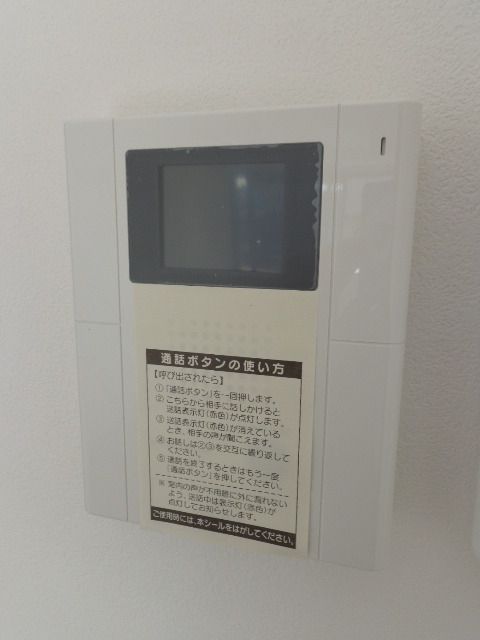 通話ボタンの使い方
【呼び出されたら】
①「通話ボタン」を一回押します。
②こちらから相手に話しかけると
送話表示灯(赤色)が点灯します。
③送話表示灯(赤色)が消えている
とき、相手の声が聞こえます。
④お話しは②③を交互に繰り返して
ください。
⑤通話を終了するときはもう一度
「通話ボタン」を押してください。
※室内の声が不用意に外に漏れない
よう、送話中は表示灯(赤色)が
点灯してお知らせします。
ご使用時には、本シールをはがしてください。